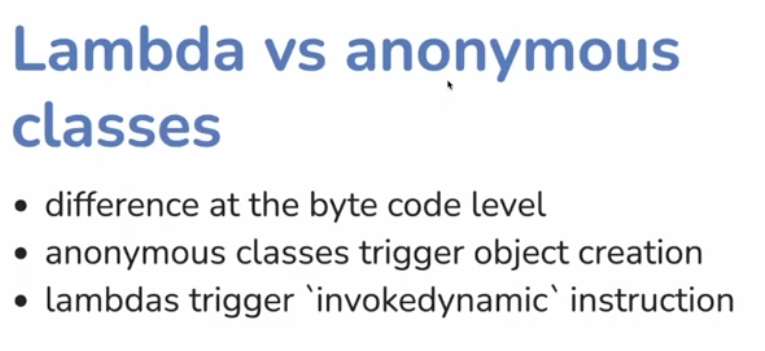 Lambda vs anonymous
classes
• difference at the byte code level
• anonymous classes trigger object creation
• lambdas trigger `invokedynamic` instruction